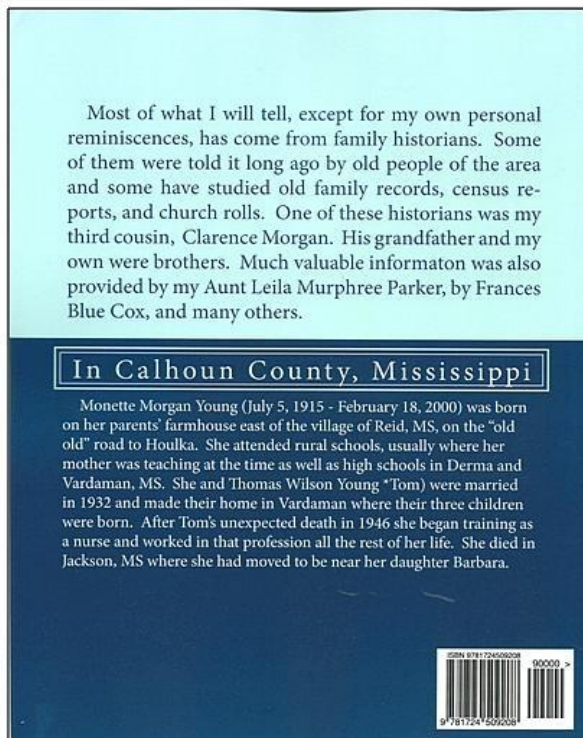 Most of what I will tell, except for my own personal
reminiscences, has come from family historians. Some
of them were told it long ago by old people of the area
and some have studied old family records, census re-
ports, and church rolls. One of these historians was my
third cousin, Clarence Morgan. His grandfather and my
own were brothers. Much valuable informaton was also
provided by my Aunt Leila Murphree Parker, by Frances
Blue Cox, and many others.
In Calhoun County, Mississippi
Monette Morgan Young (July 5, 1915 - February 18, 2000) was born
on her parents' farmhouse east of the village of Reid, MS, on the "old
old" road to Houlka. She attended rural schools, usually where her
mother was teaching at the time as well as high schools in Derma and
Vardaman, MS. She and Thomas Wilson Young *Tom) were married
in 1932 and made their home in Vardaman where their three children
were born. After Tom's unexpected death in 1946 she began training as
a nurse and worked in that profession all the rest of her life. She died in
Jackson, MS where she had moved to be near her daughter Barbara.
ISBN 9781724509208
90000 >
9 781724 509208